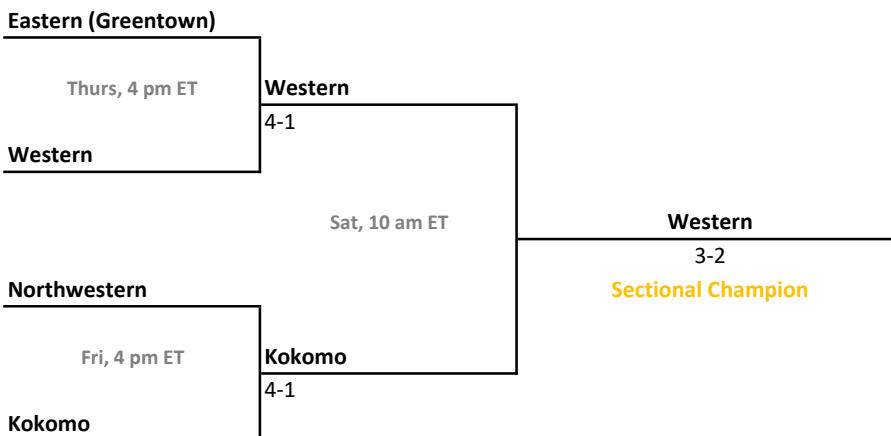 Eastern (Greentown)
Thurs, 4 pm ET
Western
4-1
Western
Sat, 10 am ET
Western
3-2
Sectional Champion
Northwestern
Fri, 4 pm ET
Kokomo
4-1
Kokomo